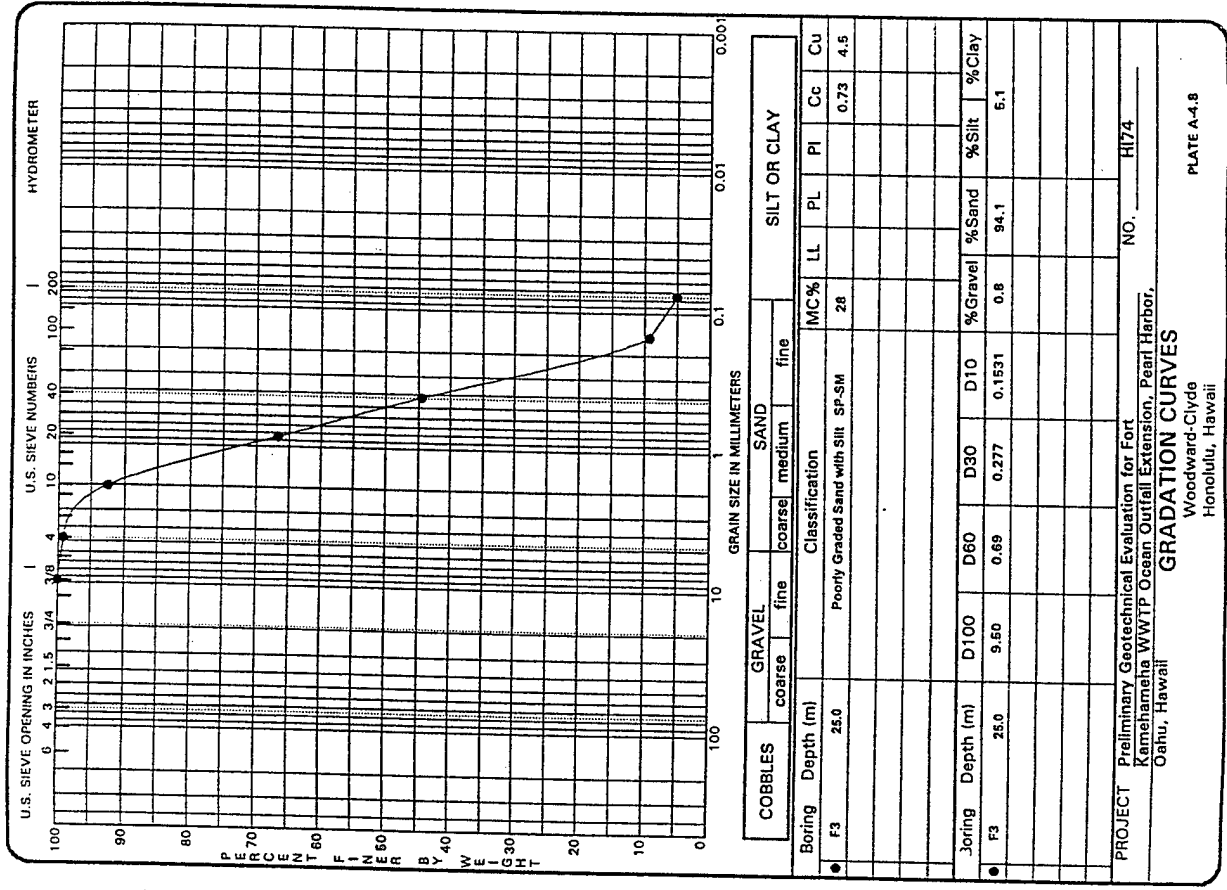 U.S. SIEVE OPENING IN INCHES | U.S. SIEVE NUMBERS | HYDROMETER
6 4 3 2 1.5 3/4 3/8 4 10 20 40 100 200
100
90
80
70
60
50
40
30
20
10
0
PERCENT FINER BY WEIGHT
100 10 1 0.1 0.01 0.001
GRAIN SIZE IN MILLIMETERS
COBBLES GRAVEL SAND SILT OR CLAY
coarse fine coarse medium fine
Boring Depth (m) Classification MC% LL PL PI Cc Cu
● F3 25.0 Poorly Graded Sand with Silt SP-SM 28 0.73 4.5
Boring Depth (m) D100 D60 D30 D10 %Gravel %Sand %Silt %Clay
● F3 25.0 9.50 0.69 0.277 0.1531 0.8 94.1 5.1
PROJECT Preliminary Geotechnical Evaluation for Fort NO. HI74
Kamehameha WWTP Ocean Outfall Extension, Pearl Harbor,
Oahu, Hawaii
GRADATION CURVES
Woodward-Clyde
Honolulu, Hawaii
PLATE A-4.8